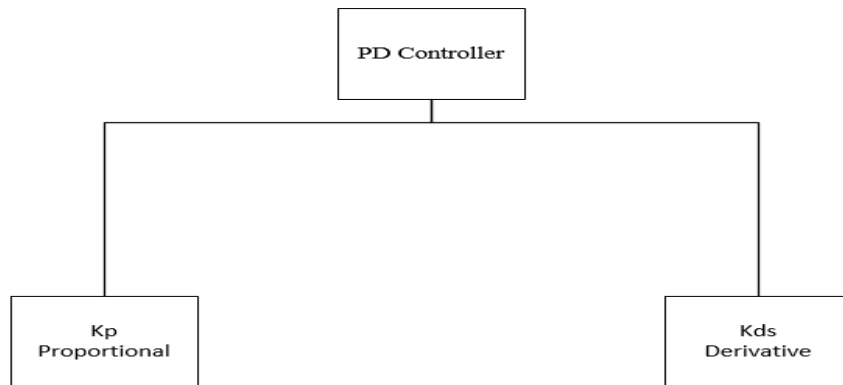 PD Controller
Kp
Proportional
Kds
Derivative